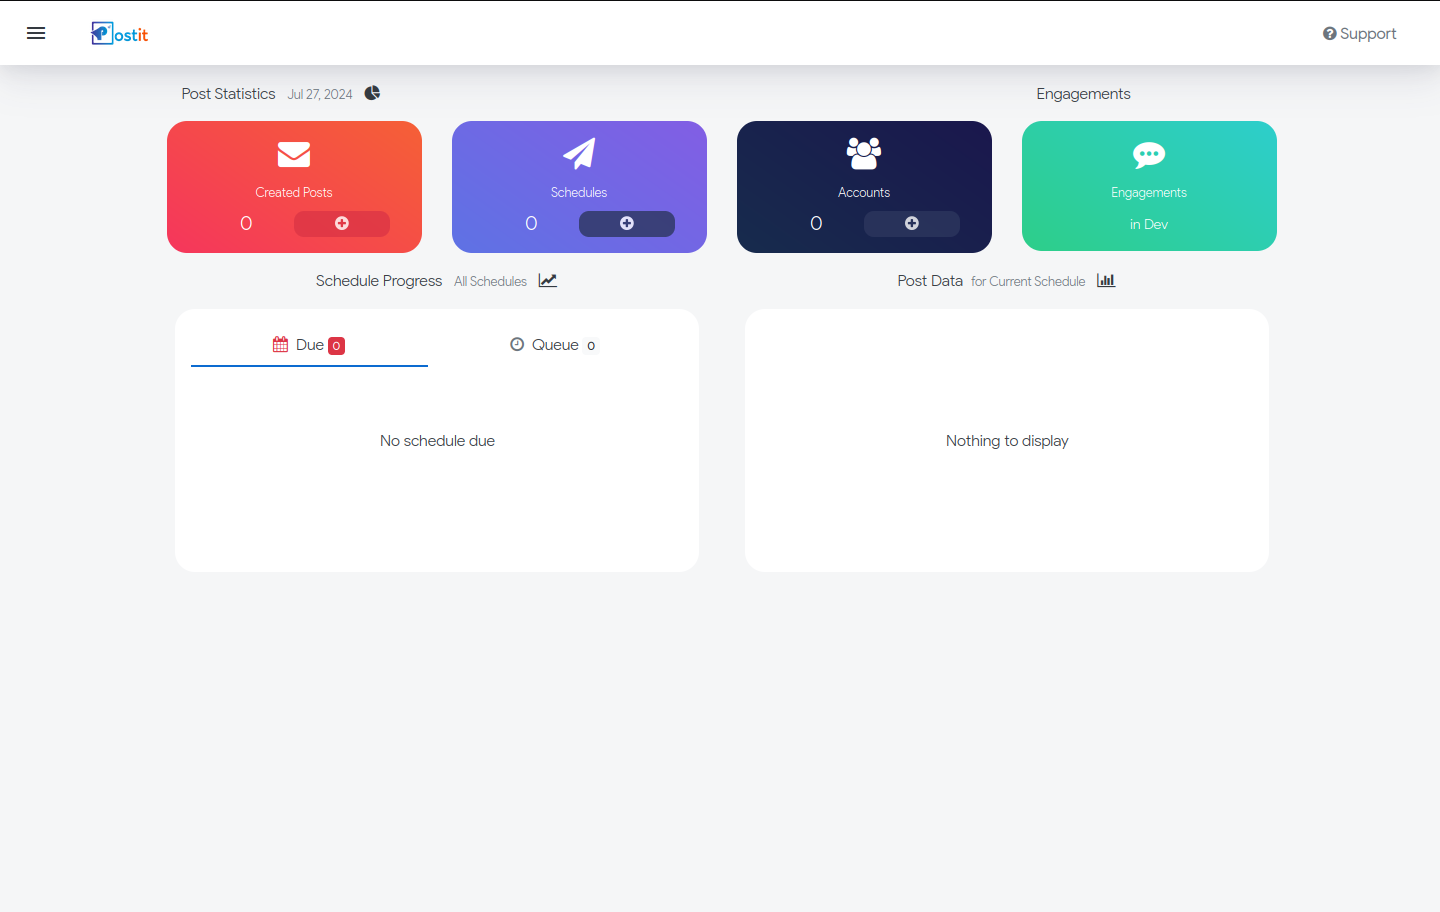 Postit
Support
Post Statistics Jul 27, 2024
Engagements
Created Posts
0
Schedules
0
Accounts
0
Engagements
in Dev
Schedule Progress All Schedules
Post Data for Current Schedule
Due 0
Queue 0
No schedule due
Nothing to display